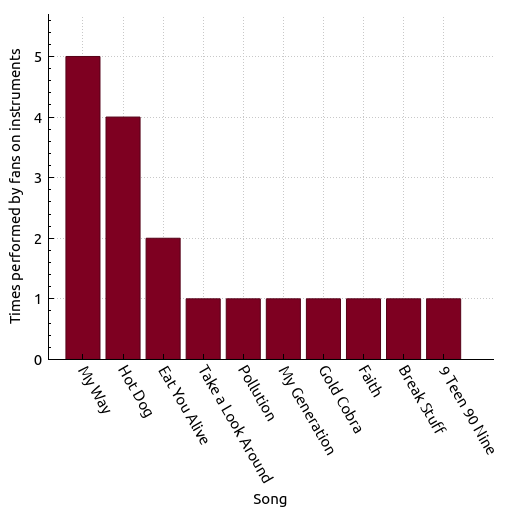 Times performed by fans on instruments
5
4
3
2
1
0
My Way
Hot Dog
Eat You Alive
Take a Look Around
Pollution
My Generation
Gold Cobra
Faith
Break Stuff
9 Teen 90 Nine
Song